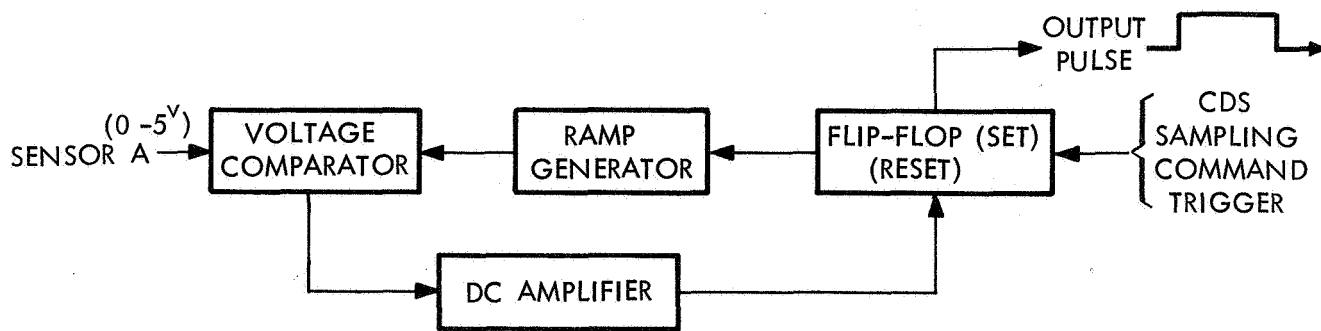 OUTPUT
PULSE
(0 -5V)
SENSOR A
VOLTAGE
COMPARATOR
RAMP
GENERATOR
FLIP-FLOP (SET)
(RESET)
CDS
SAMPLING
COMMAND
TRIGGER
DC AMPLIFIER